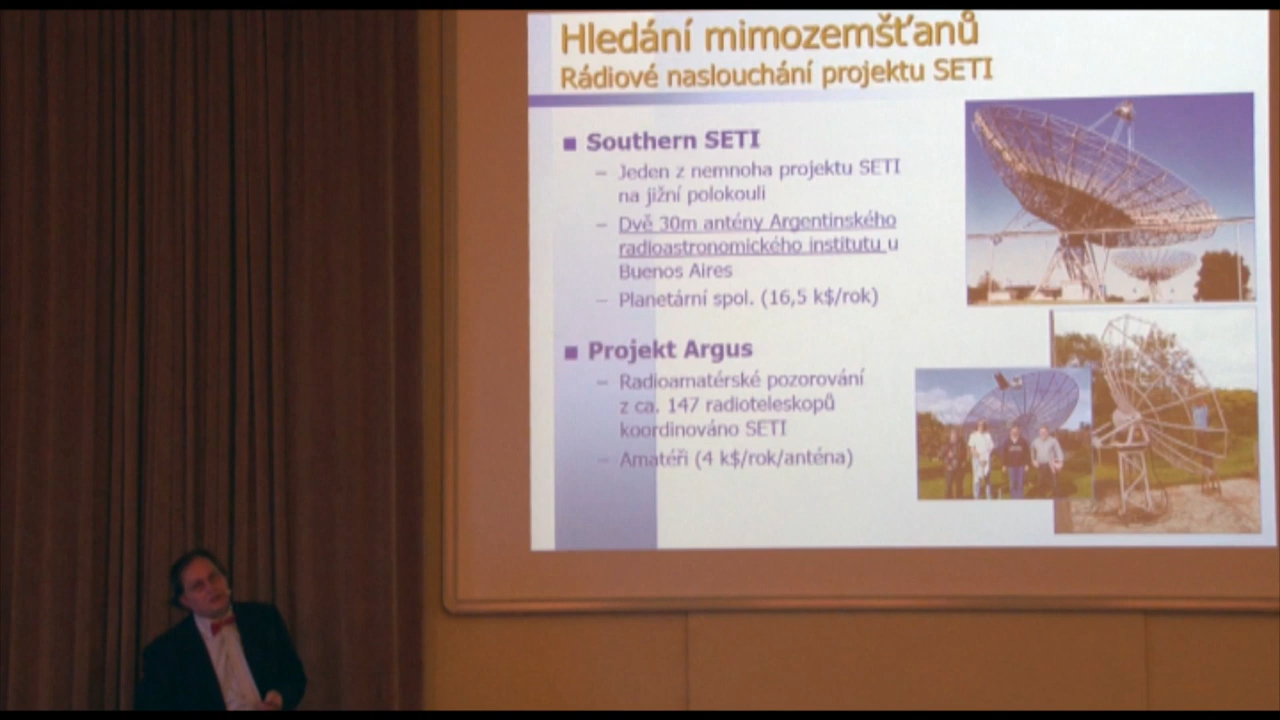 Hledání mimozemšťanů
Rádiové naslouchání projektu SETI
■ Southern SETI
– Jeden z nemnoha projektu SETI
na jižní polokouli
– Dvě 30m antény Argentinského
radioastronomického institutu u
Buenos Aires
– Planetární spol. (16,5 k$/rok)
■ Projekt Argus
– Radioamatérské pozorování
z ca. 147 radioteleskopů
koordinováno SETI
– Amatéři (4 k$/rok/anténa)